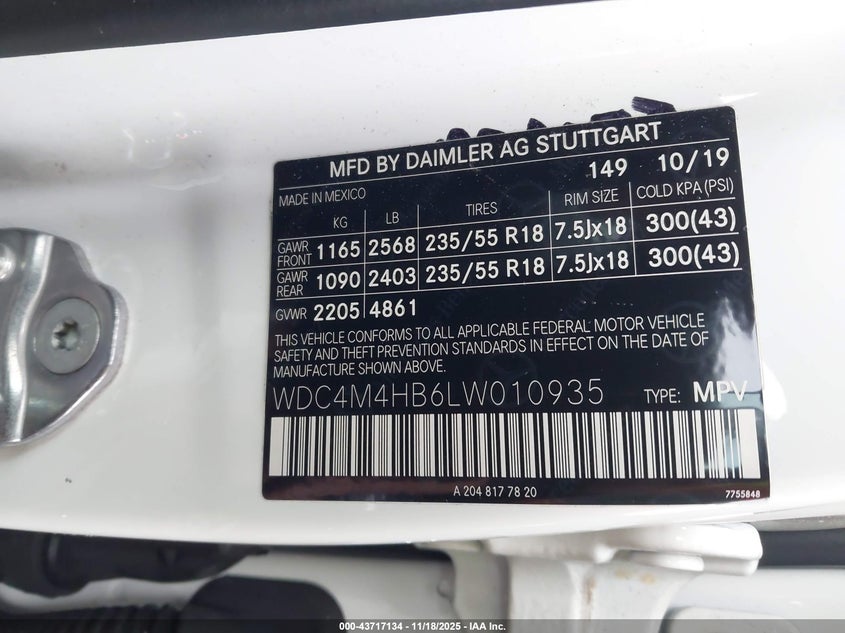 MFD BY DAIMLER AG STUTTGART
MADE IN MEXICO 149 10/19
KG LB TIRES RIM SIZE COLD KPA (PSI)
GAWR FRONT 1165 2568 235/55 R18 7.5Jx18 300(43)
GAWR REAR 1090 2403 235/55 R18 7.5Jx18 300(43)
GVWR 2205 4861
THIS VEHICLE CONFORMS TO ALL APPLICABLE FEDERAL MOTOR VEHICLE
SAFETY AND THEFT PREVENTION STANDARDS IN EFFECT ON THE DATE OF
MANUFACTURE SHOWN ABOVE.
WDC4M4HB6LW010935 TYPE: MPV
A 204 817 78 20 7755848
000-43717134 - 11/18/2025 - IAA Inc.